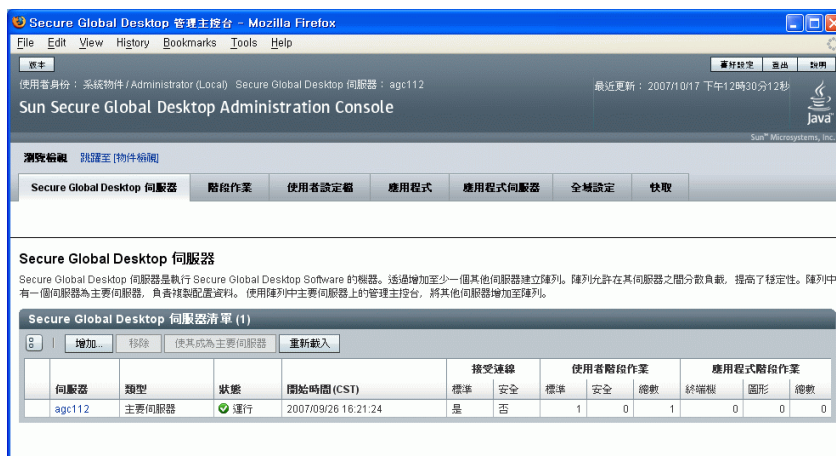 Secure Global Desktop 管理主控台 - Mozilla Firefox
File Edit View History Bookmarks Tools Help
版本 喜好設定 登出 說明
使用者身份： 系統物件 / Administrator (Local) Secure Global Desktop 伺服器： agc112 最近更新： 2007/10/17 下午12時30分12秒
Sun Secure Global Desktop Administration Console
Java
Sun™ Microsystems, Inc.
瀏覽檢視 跳躍至 [物件檢視]
Secure Global Desktop 伺服器 階段作業 使用者設定檔 應用程式 應用程式伺服器 全域設定 快取
Secure Global Desktop 伺服器
Secure Global Desktop 伺服器是執行 Secure Global Desktop Software 的機器。透過增加至少一個其他伺服器建立陣列。陣列允許在其伺服器之間分散負載，提高了穩定性。陣列中
有一個伺服器為主要伺服器，負責複製配置資料。 使用陣列中主要伺服器上的管理主控台，將其他伺服器增加至陣列。
Secure Global Desktop 伺服器清單 (1)
增加... 移除 使其成為主要伺服器 重新載入
接受連線 使用者階段作業 應用程式階段作業
伺服器 類型 狀態 開始時間 (CST) 標準 安全 標準 安全 總數 終端機 圖形 總數
agc112 主要伺服器 運行 2007/09/26 16:21:24 是 否 1 0 1 0 0 0